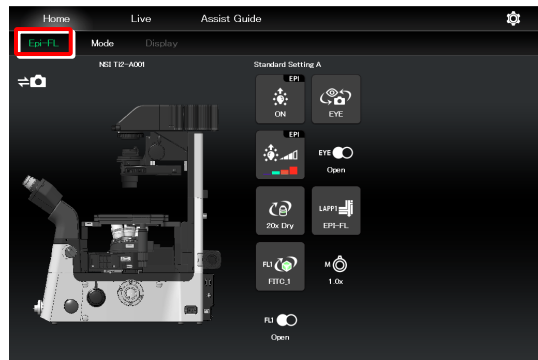 Home Live Assist Guide
Epi-FL Mode Display
NSI Ti2-A001
Standard Setting A
EPI
ON
EYE
EPI
EYE
Open
20x Dry
LAPP1
EPI-FL
FL1
FITC_1
M
1.0x
FL1
Open